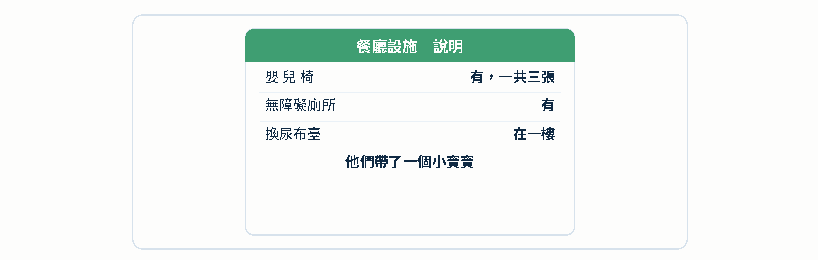 餐廳設施　說明
嬰兒椅 有，一共三張
無障礙廁所 有
換尿布臺 在一樓
他們帶了一個小寶寶